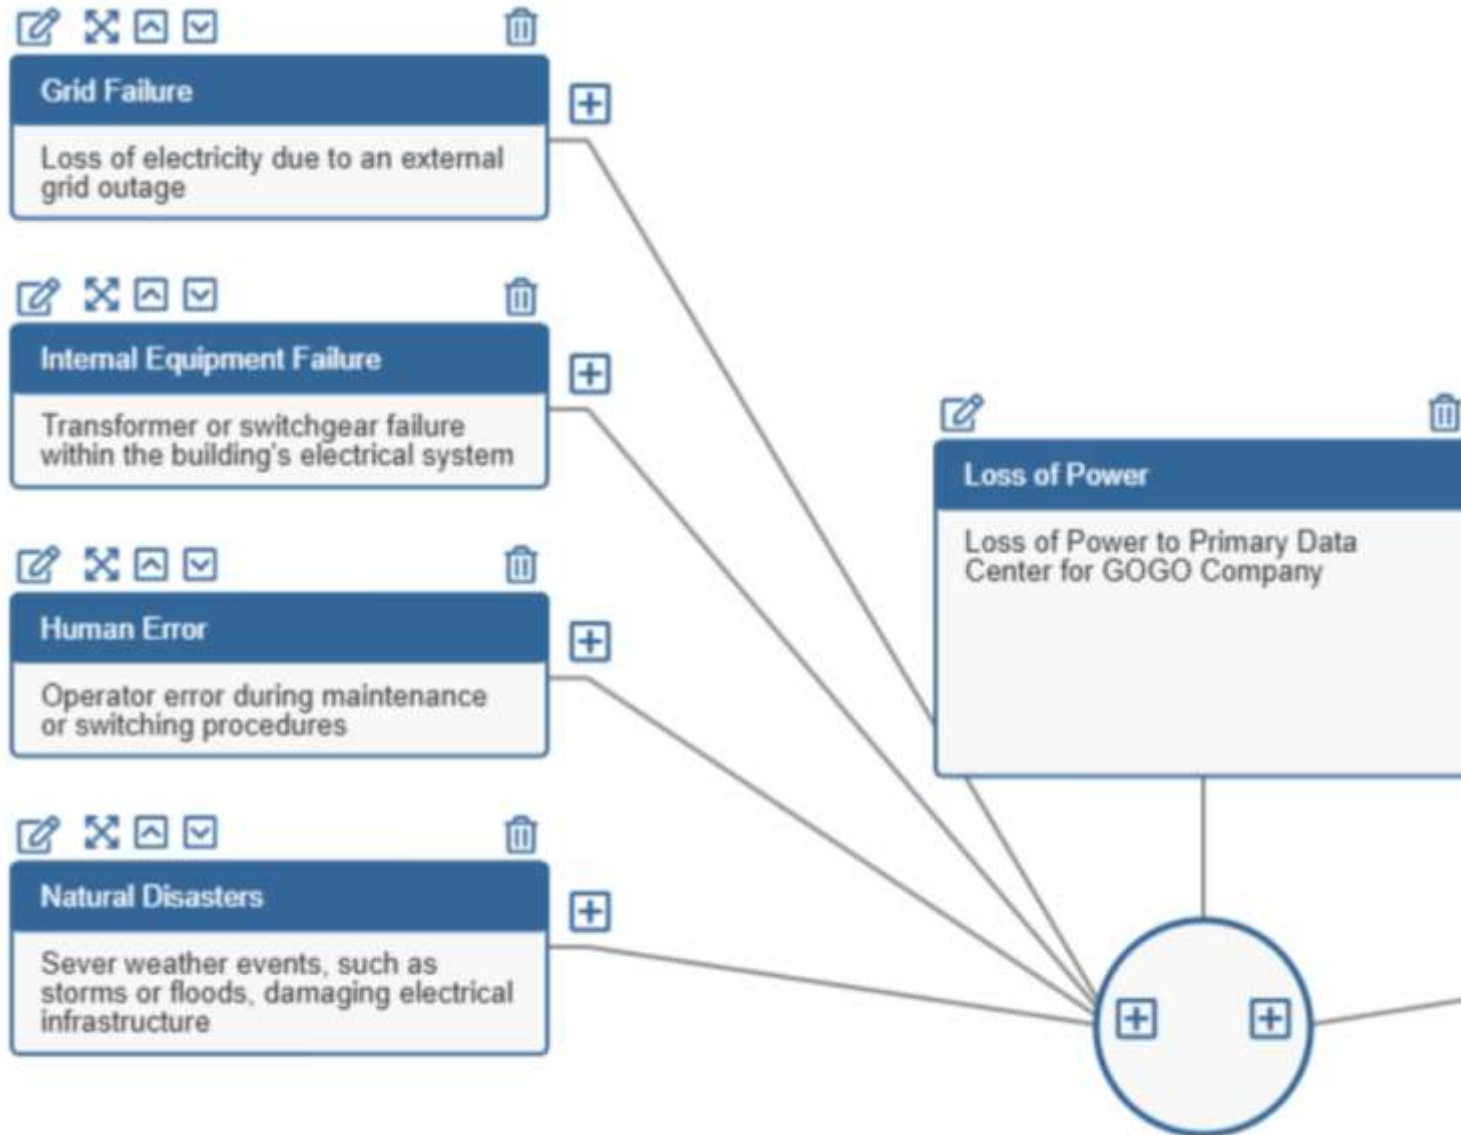 Grid Failure
Loss of electricity due to an external
grid outage
Internal Equipment Failure
Transformer or switchgear failure
within the building's electrical system
Loss of Power
Loss of Power to Primary Data
Center for GOGO Company
Human Error
Operator error during maintenance
or switching procedures
Natural Disasters
Sever weather events, such as
storms or floods, damaging electrical
infrastructure